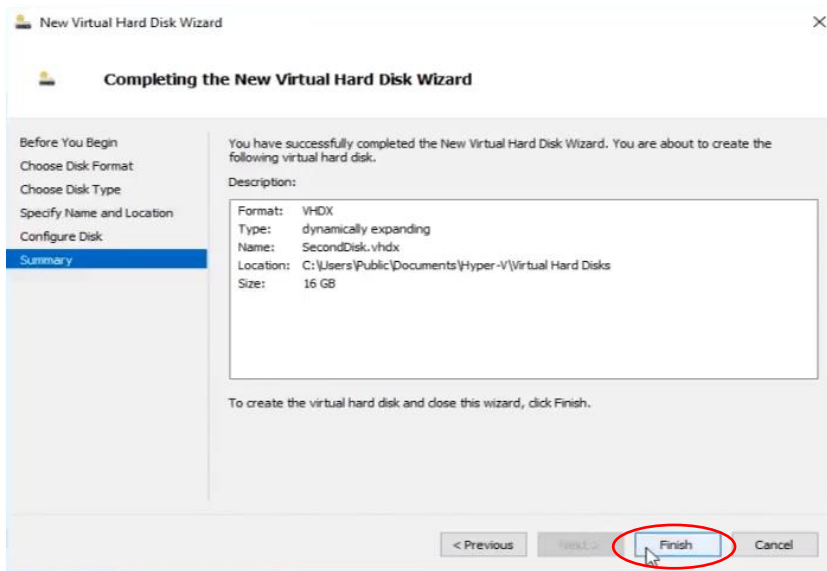 New Virtual Hard Disk Wizard
Completing the New Virtual Hard Disk Wizard
Before You Begin
Choose Disk Format
Choose Disk Type
Specify Name and Location
Configure Disk
Summary
You have successfully completed the New Virtual Hard Disk Wizard. You are about to create the
following virtual hard disk.
Description:
Format: VHDX
Type: dynamically expanding
Name: SecondDisk.vhdx
Location: C:\Users\Public\Documents\Hyper-V\Virtual Hard Disks
Size: 16 GB
To create the virtual hard disk and close this wizard, click Finish.
< Previous Next > Finish Cancel